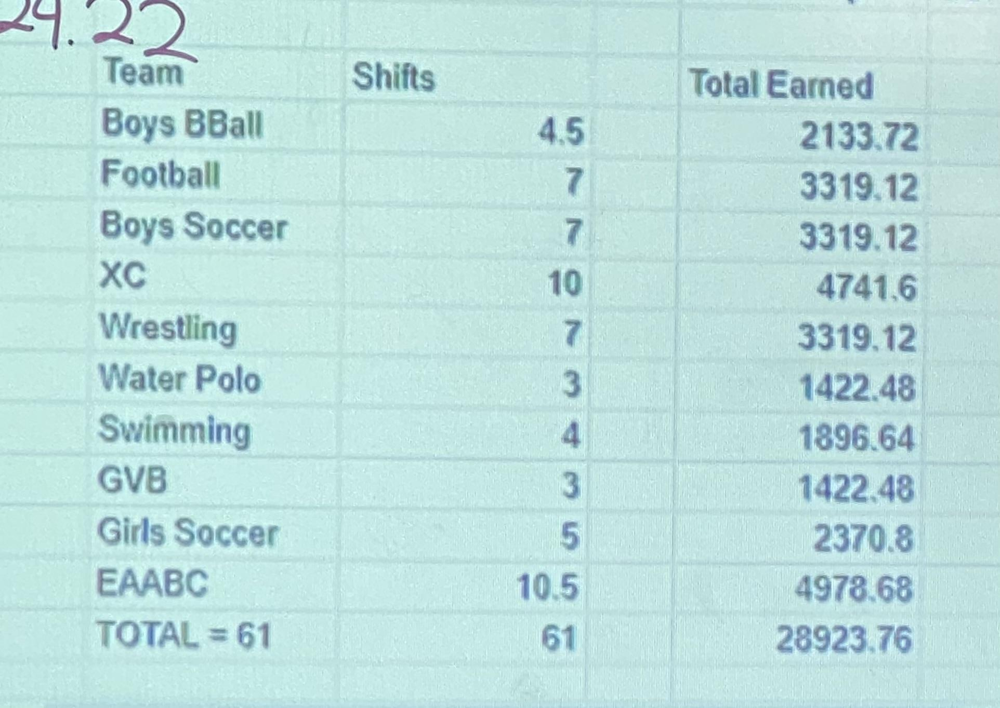 24.22
Team Shifts Total Earned
Boys BBall 4.5 2133.72
Football 7 3319.12
Boys Soccer 7 3319.12
XC 10 4741.6
Wrestling 7 3319.12
Water Polo 3 1422.48
Swimming 4 1896.64
GVB 3 1422.48
Girls Soccer 5 2370.8
EAABC 10.5 4978.68
TOTAL = 61 61 28923.76